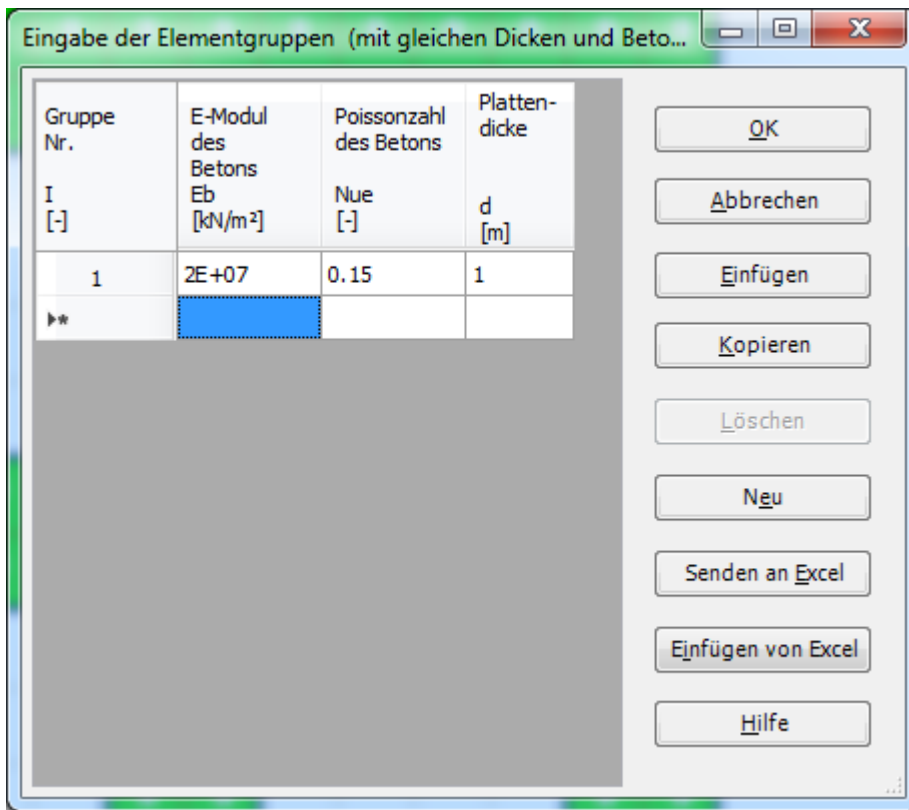 Eingabe der Elementgruppen (mit gleichen Dicken und Beto...
Gruppe
Nr.
I
[-]
E-Modul
des
Betons
Eb
[kN/m²]
Poissonzahl
des Betons
Nue
[-]
Platten-
dicke
d
[m]
1 2E+07 0.15 1
OK
Abbrechen
Einfügen
Kopieren
Löschen
Neu
Senden an Excel
Einfügen von Excel
Hilfe